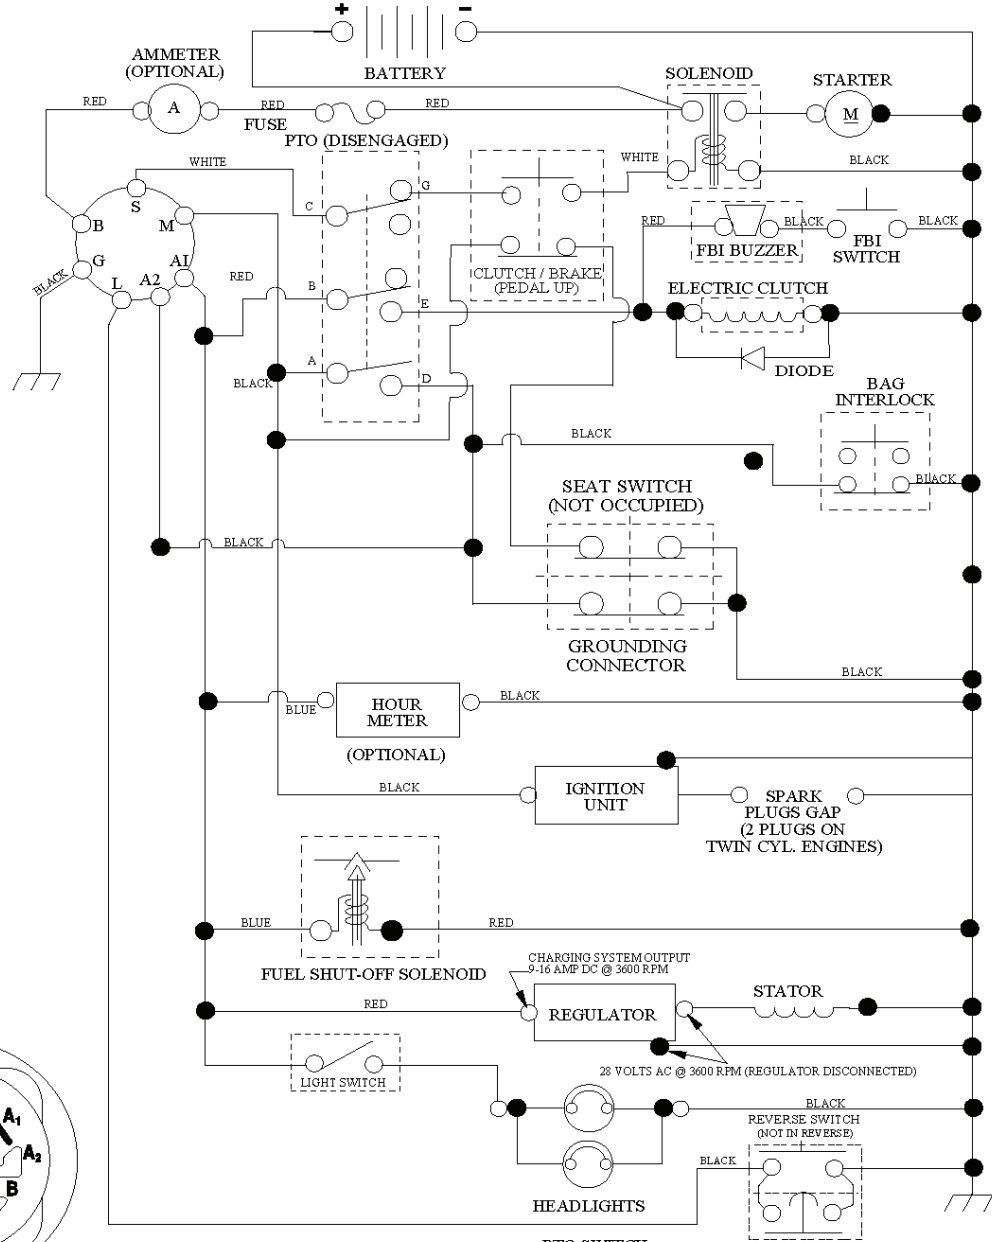 + −
BATTERY
AMMETER
(OPTIONAL)
A
RED
RED
FUSE
RED
PTO (DISENGAGED)
SOLENOID
STARTER
M
WHITE
WHITE
BLACK
S
B
M
G
A1
L
A2
BLACK
RED
C
G
B
E
A
D
BLACK
CLUTCH / BRAKE
(PEDAL UP)
RED
BLACK
BLACK
FBI BUZZER
FBI
SWITCH
ELECTRIC CLUTCH
DIODE
BAG
INTERLOCK
BLACK
BLACK
SEAT SWITCH
(NOT OCCUPIED)
BLACK
GROUNDING
CONNECTOR
BLACK
BLUE
HOUR
METER
BLACK
(OPTIONAL)
BLACK
IGNITION
UNIT
SPARK
PLUGS GAP
(2 PLUGS ON
TWIN CYL. ENGINES)
BLUE
RED
FUEL SHUT-OFF SOLENOID
CHARGING SYSTEM OUTPUT
9-16 AMP DC @ 3600 RPM
RED
REGULATOR
STATOR
28 VOLTS AC @ 3600 RPM (REGULATOR DISCONNECTED)
LIGHT SWITCH
BLACK
REVERSE SWITCH
(NOT IN REVERSE)
BLACK
HEADLIGHTS
A1
A2
B